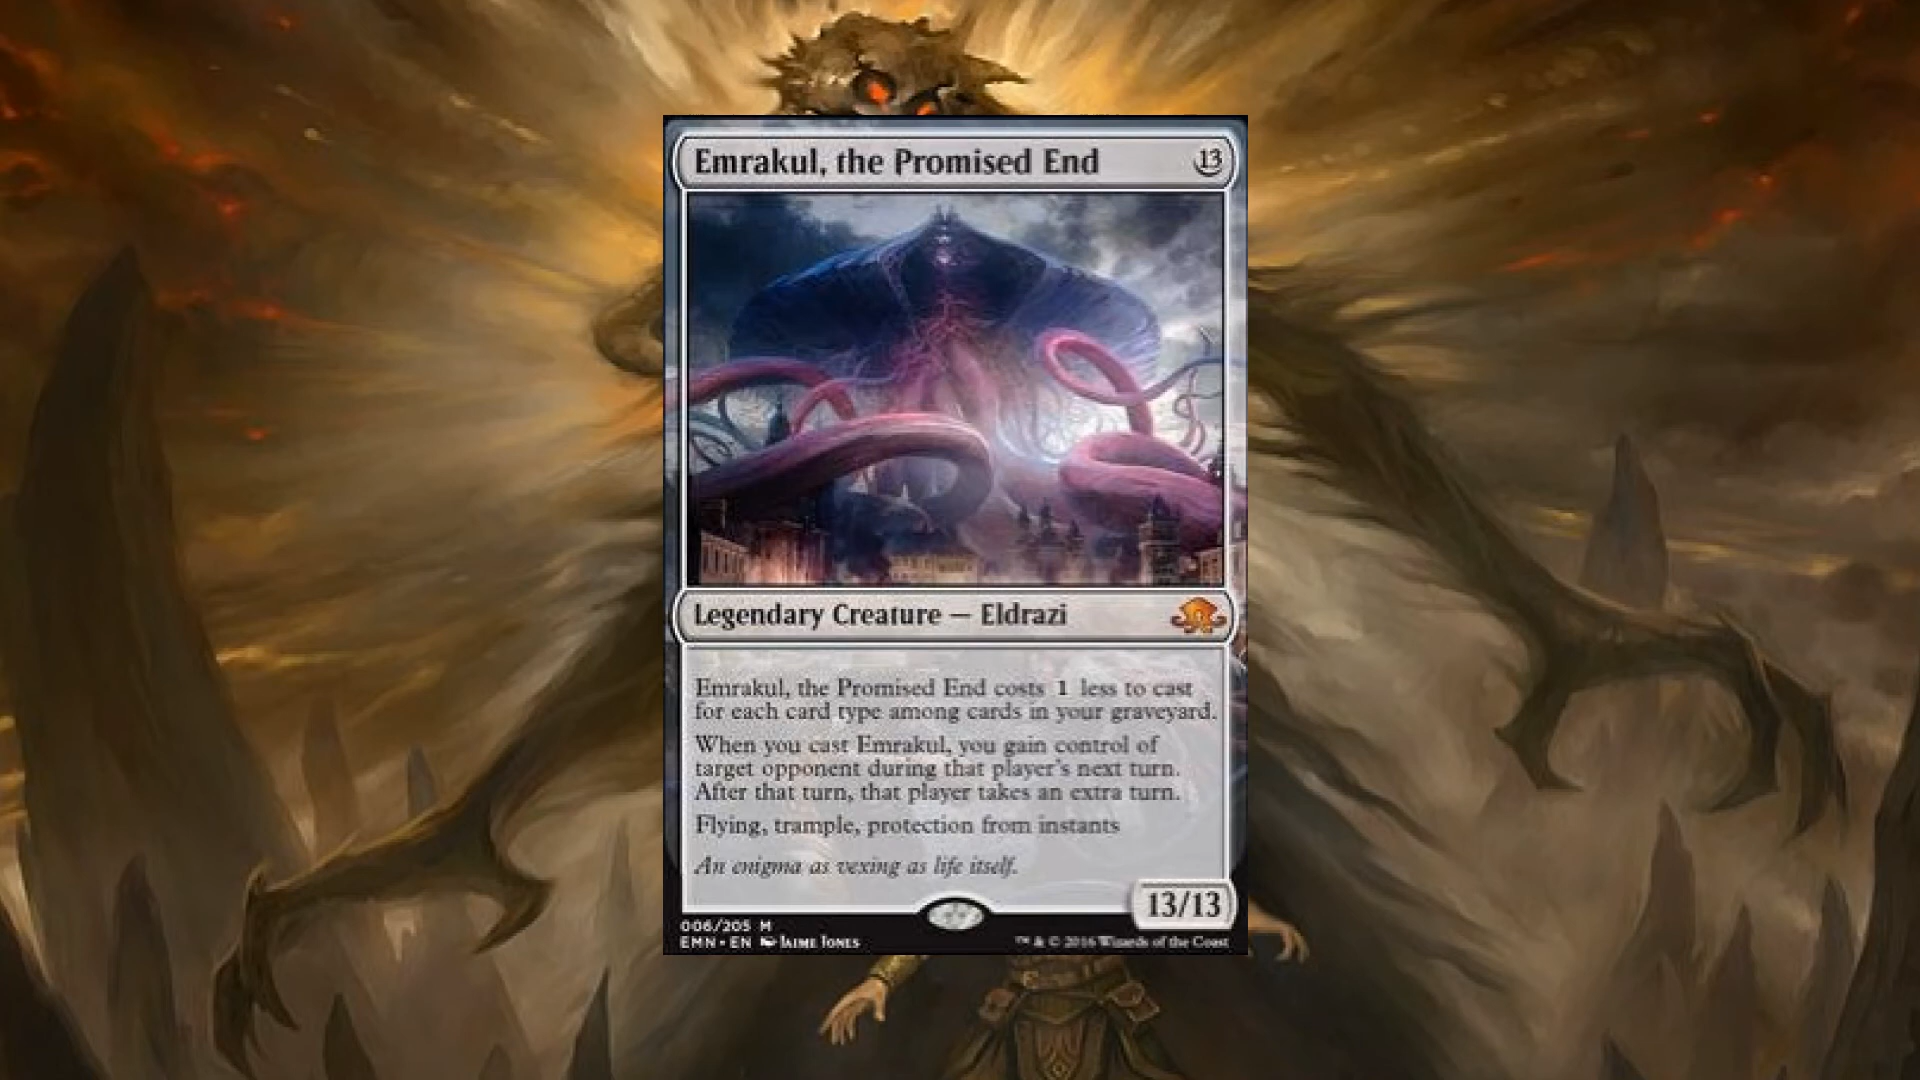 Emrakul, the Promised End 13
Legendary Creature — Eldrazi
Emrakul, the Promised End costs 1 less to cast
for each card type among cards in your graveyard.
When you cast Emrakul, you gain control of
target opponent during that player's next turn.
After that turn, that player takes an extra turn.
Flying, trample, protection from instants
An enigma as vexing as life itself.
13/13
006/205 M
EMN • EN Jaime Jones
™ & © 2016 Wizards of the Coast